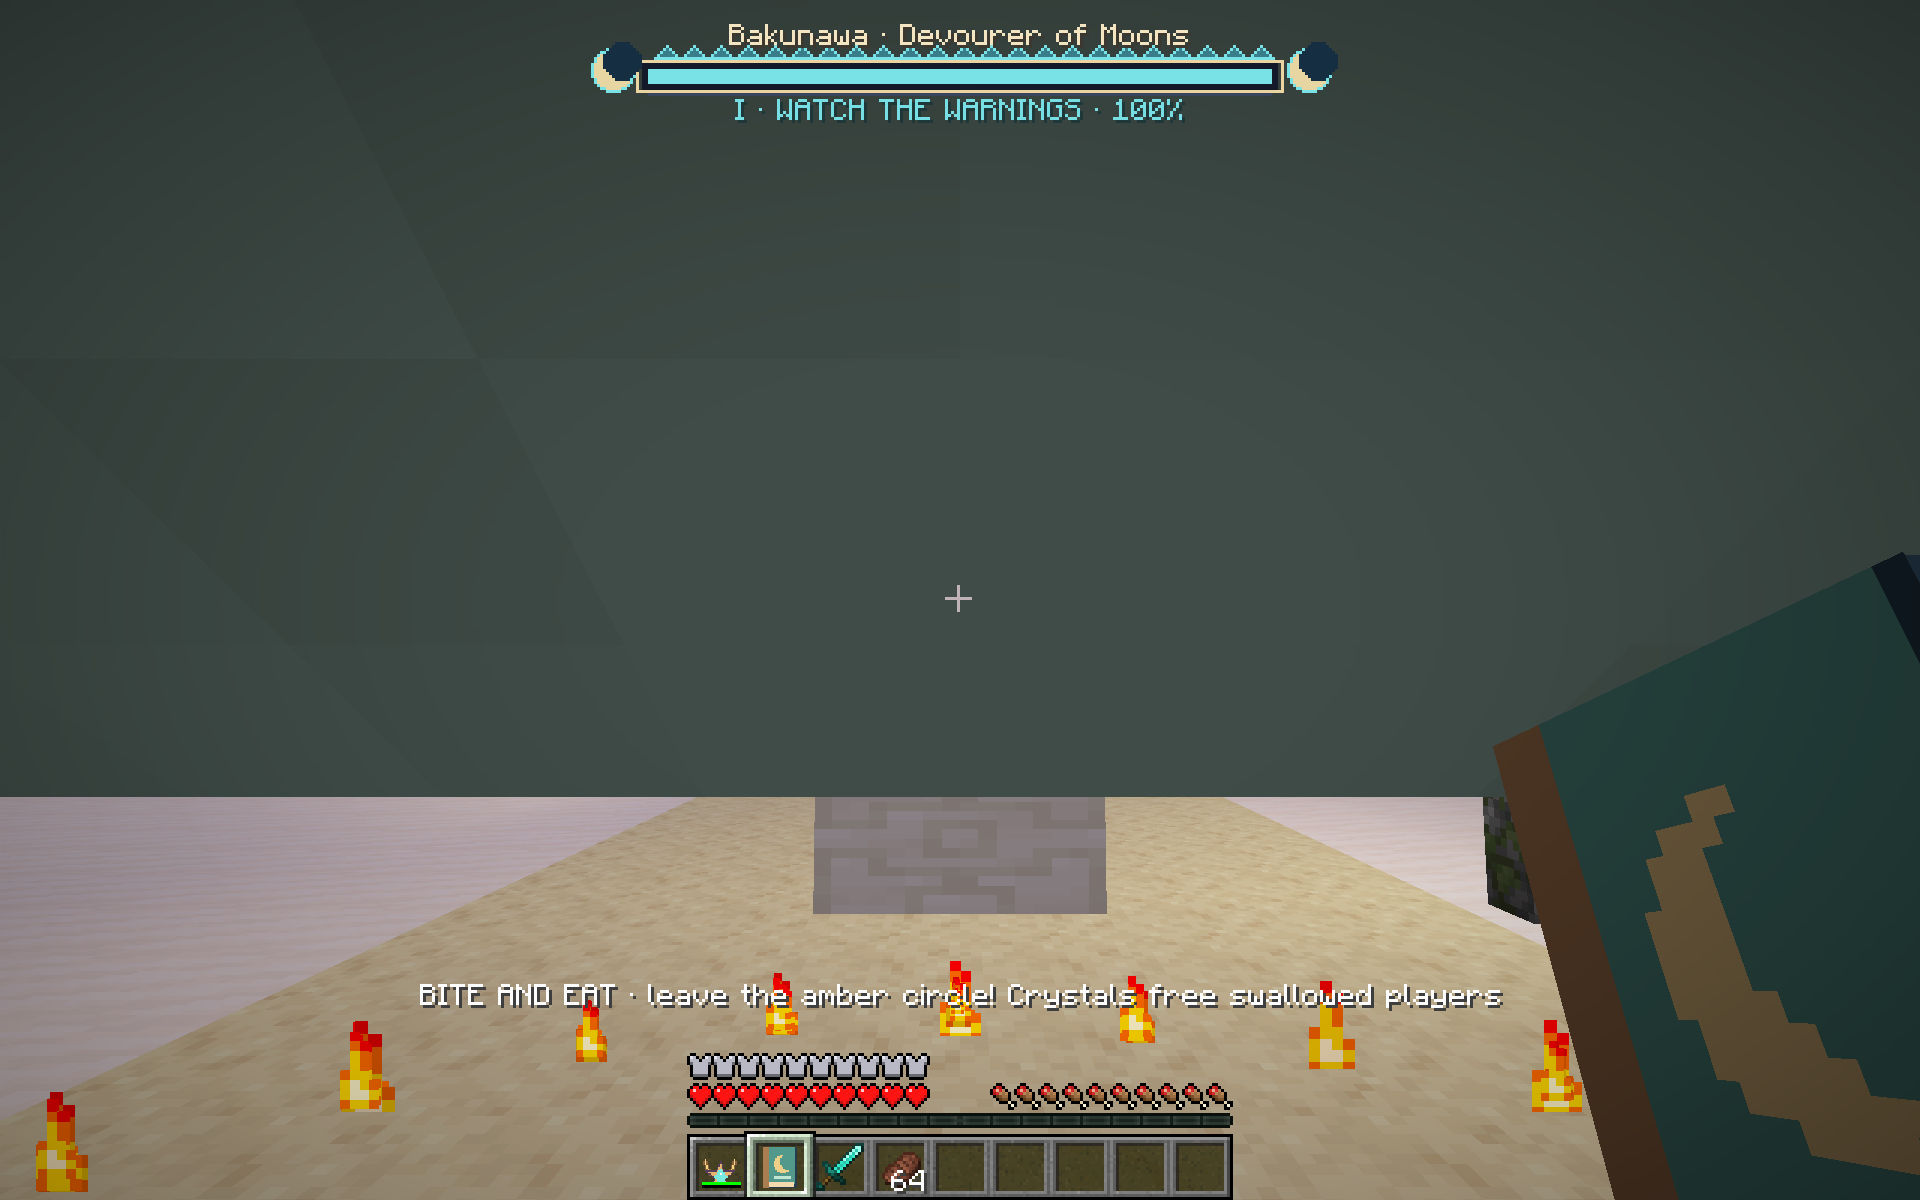 Bakunawa · Devourer of Moons
I · WATCH THE WARNINGS · 100%
BITE AND EAT · leave the amber circle! Crystals free swallowed players
64